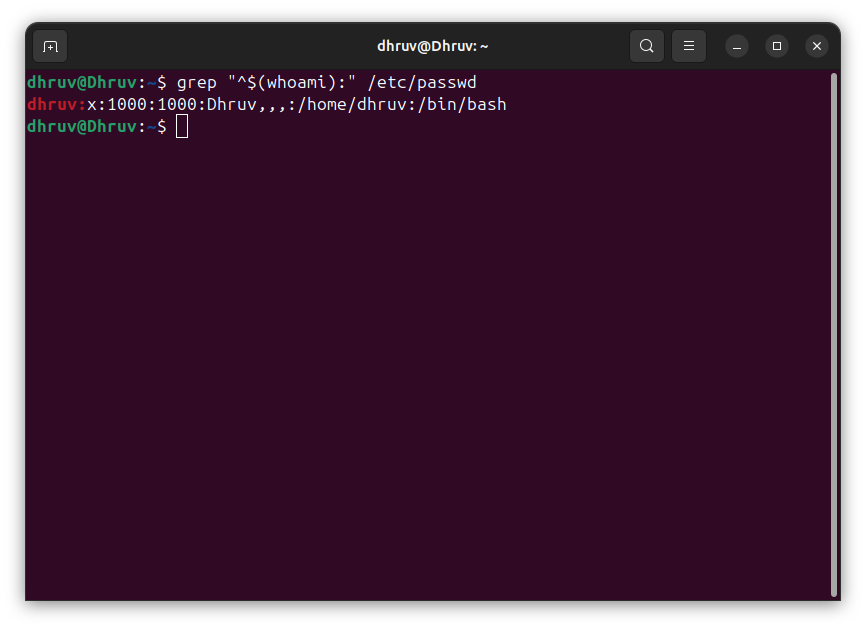 dhruv@Dhruv: ~
dhruv@Dhruv:~$ grep "^$(whoami):" /etc/passwd
dhruv:x:1000:1000:Dhruv,,,:/home/dhruv:/bin/bash
dhruv@Dhruv:~$